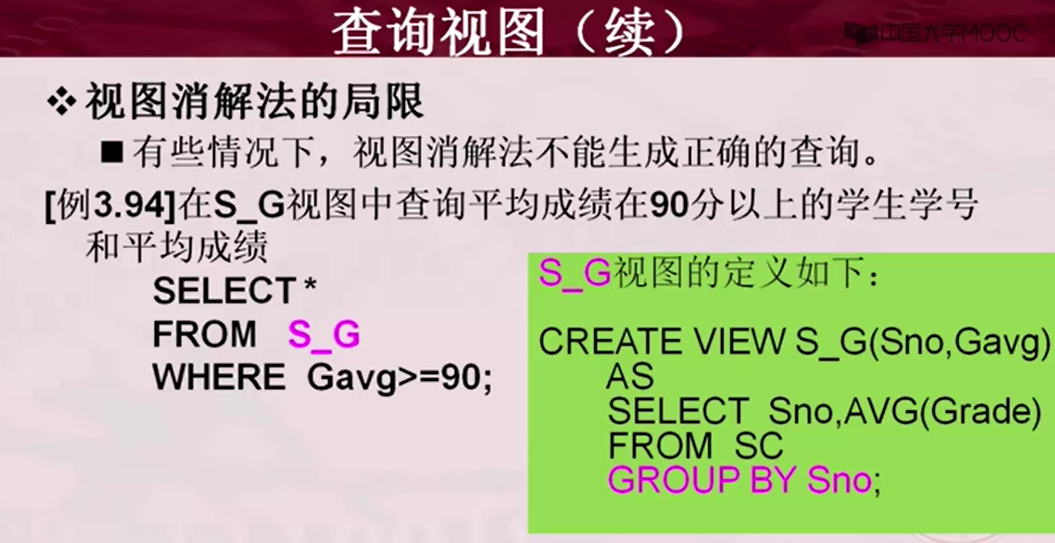 查询视图（续）
中国大学MOOC
❖视图消解法的局限
■有些情况下，视图消解法不能生成正确的查询。
[例3.94]在S_G视图中查询平均成绩在90分以上的学生学号
和平均成绩
SELECT *
FROM S_G
WHERE Gavg>=90;
S_G视图的定义如下：
CREATE VIEW S_G(Sno,Gavg)
AS
SELECT Sno,AVG(Grade)
FROM SC
GROUP BY Sno;